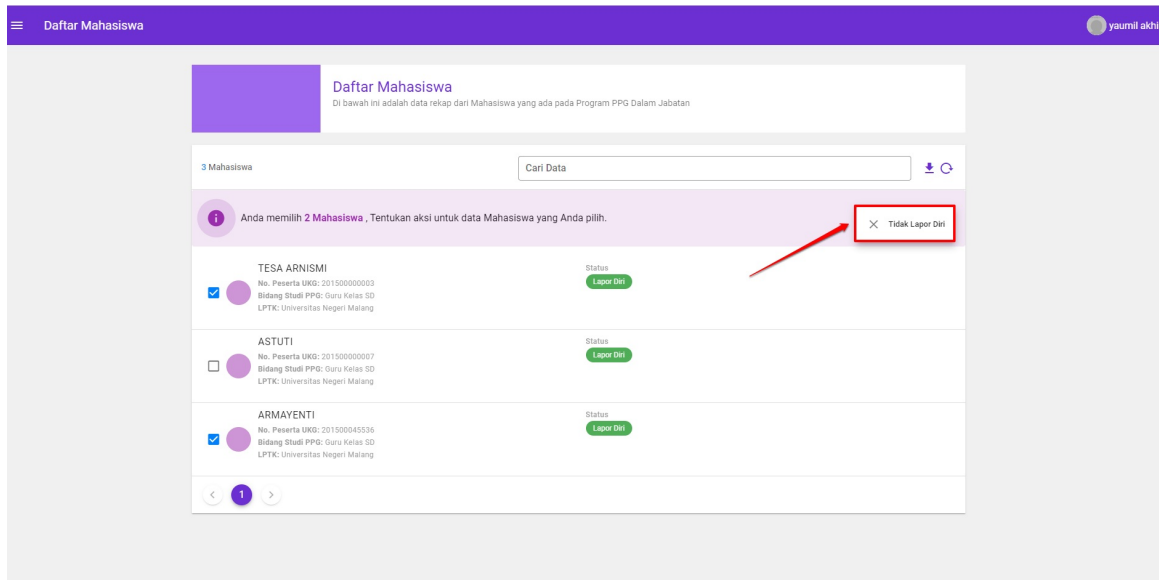 Daftar Mahasiswa
yaumil akhi
Daftar Mahasiswa
Di bawah ini adalah data rekap dari Mahasiswa yang ada pada Program PPG Dalam Jabatan
3 Mahasiswa
Cari Data
Anda memilih 2 Mahasiswa , Tentukan aksi untuk data Mahasiswa yang Anda pilih.
Tidak Lapor Diri
TESA ARNISMI
No. Peserta UKG: 201500000003
Bidang Studi PPG: Guru Kelas SD
LPTK: Universitas Negeri Malang
Status
Lapor Diri
ASTUTI
No. Peserta UKG: 201500000007
Bidang Studi PPG: Guru Kelas SD
LPTK: Universitas Negeri Malang
Status
Lapor Diri
ARMAYENTI
No. Peserta UKG: 201500045536
Bidang Studi PPG: Guru Kelas SD
LPTK: Universitas Negeri Malang
Status
Lapor Diri
1